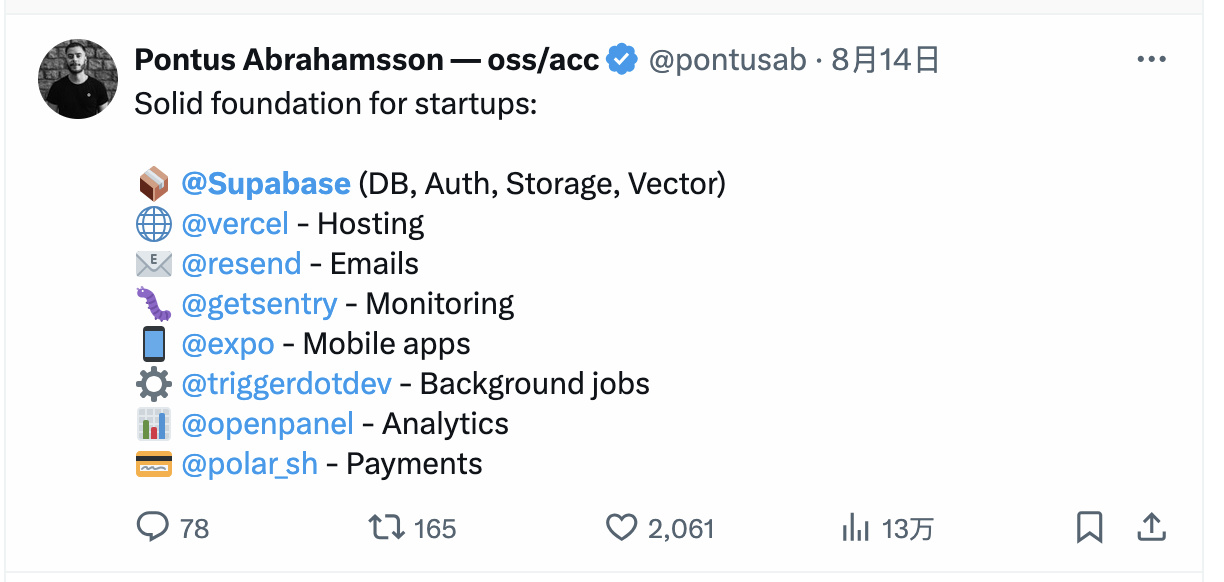 Pontus Abrahamsson — oss/acc @pontusab · 8月14日
Solid foundation for startups:
@Supabase (DB, Auth, Storage, Vector)
@vercel - Hosting
@resend - Emails
@getsentry - Monitoring
@expo - Mobile apps
@triggerdotdev - Background jobs
@openpanel - Analytics
@polar_sh - Payments
78 165 2,061 13万